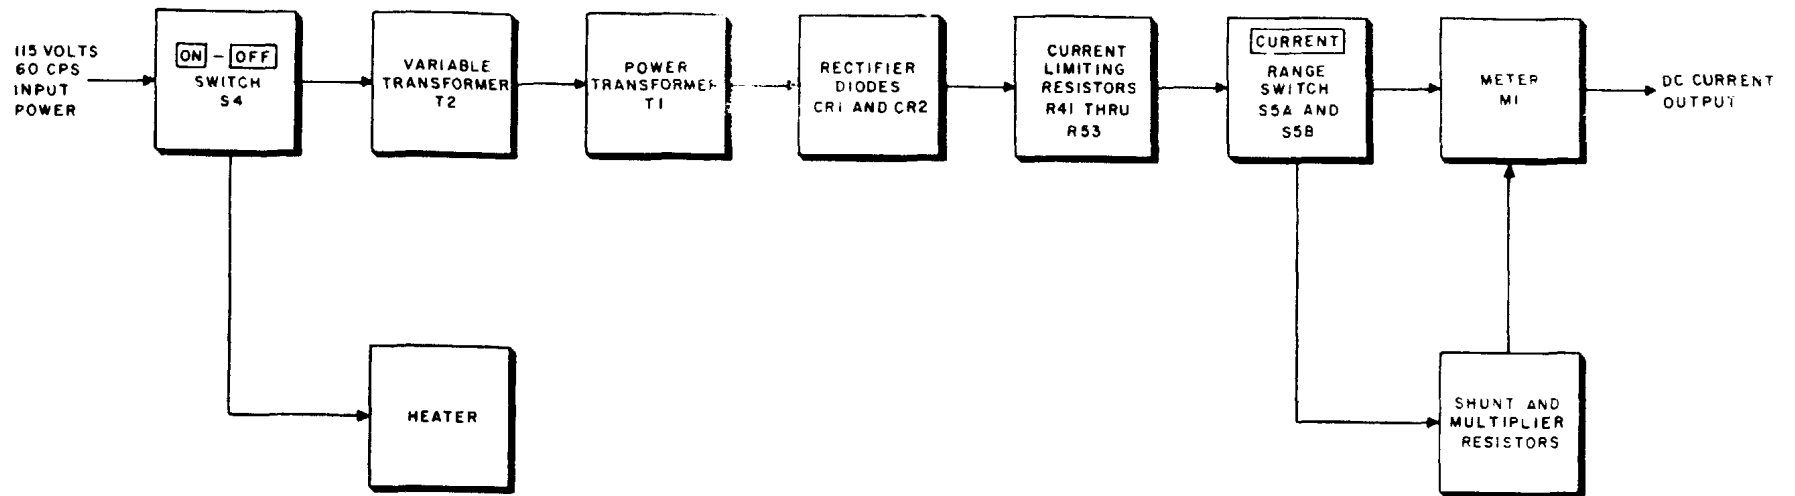 115 VOLTS
60 CPS
INPUT
POWER
ON - OFF
SWITCH
S4
VARIABLE
TRANSFORMER
T2
POWER
TRANSFORMER
T1
RECTIFIER
DIODES
CR1 AND CR2
CURRENT
LIMITING
RESISTORS
R41 THRU
R53
CURRENT
RANGE
SWITCH
S5A AND
S5B
METER
M1
DC CURRENT
OUTPUT
HEATER
SHUNT AND
MULTIPLIER
RESISTORS